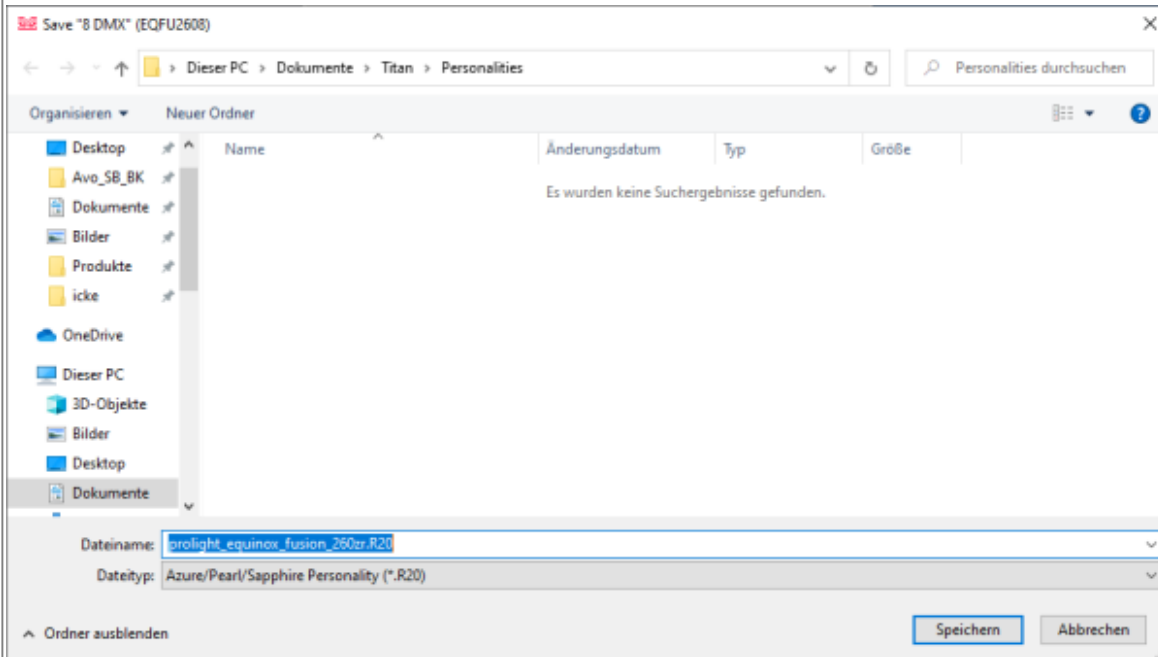 Save "8 DMX" (EQFU2608)
Dieser PC > Dokumente > Titan > Personalities
Personalities durchsuchen
Organisieren
Neuer Ordner
Name
Änderungsdatum
Typ
Größe
Es wurden keine Suchergebnisse gefunden.
Desktop
Avo_SB_BK
Dokumente
Bilder
Produkte
icke
OneDrive
Dieser PC
3D-Objekte
Bilder
Desktop
Dokumente
Dateiname: prolight_equinox_fusion_260zr.R20
Dateityp: Azure/Pearl/Sapphire Personality (*.R20)
Ordner ausblenden
Speichern
Abbrechen